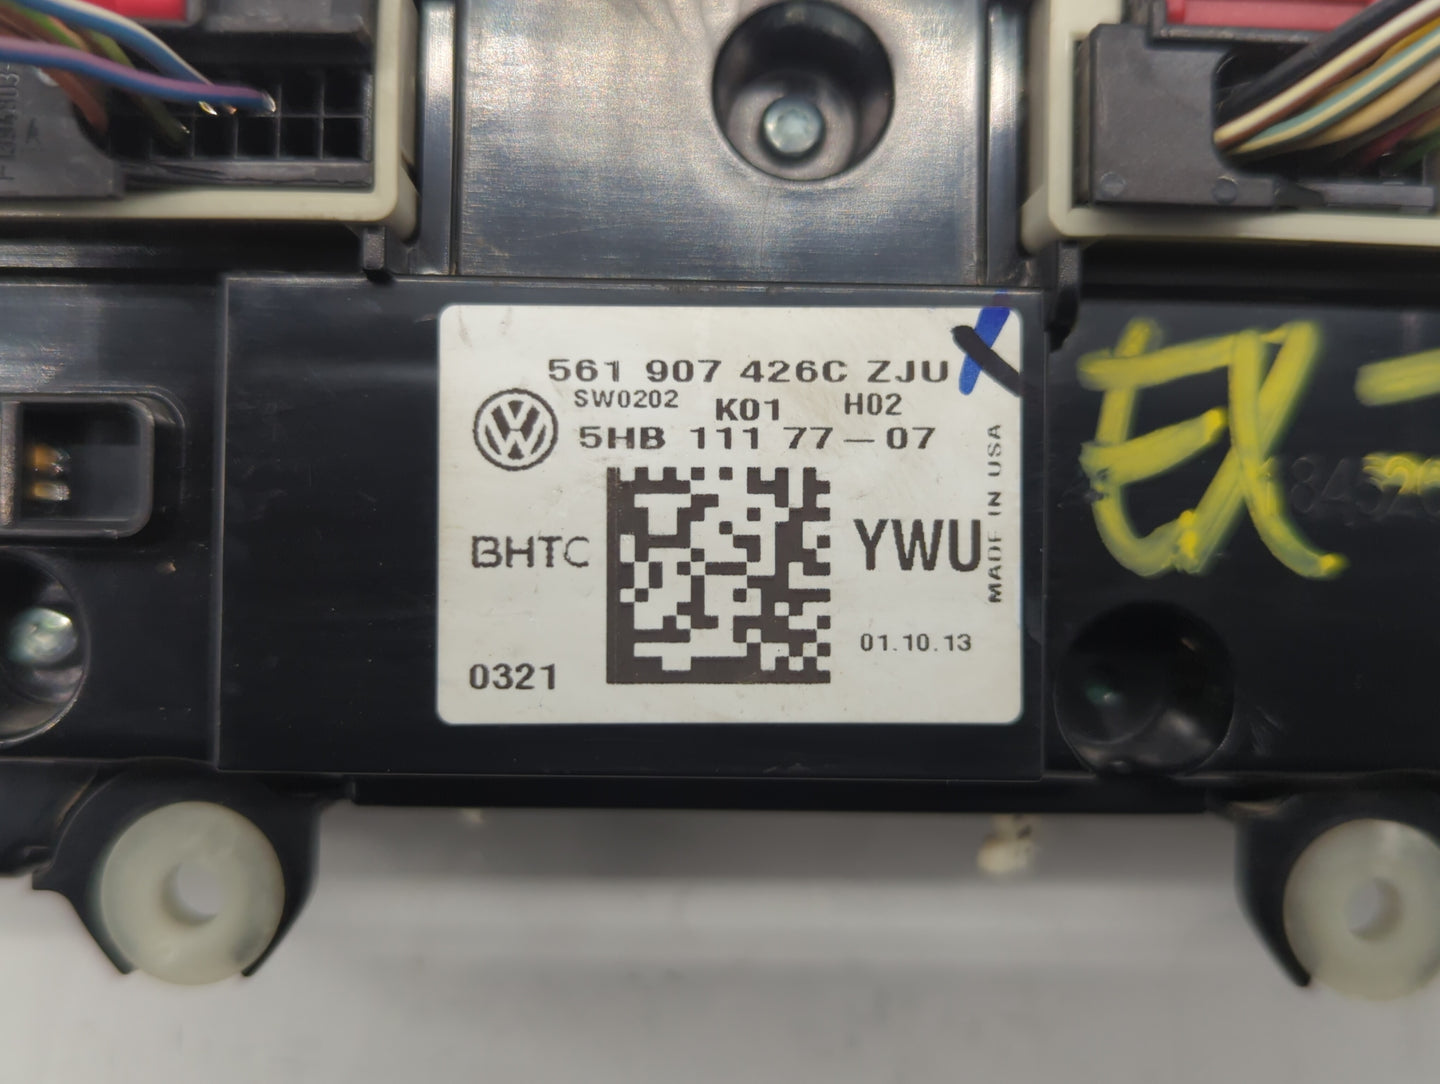 561 907 426C ZJU
SW0202 K01 H02
5HB 111 77-07
MADE IN USA
BHTC
YWU
01.10.13
0321
EX-